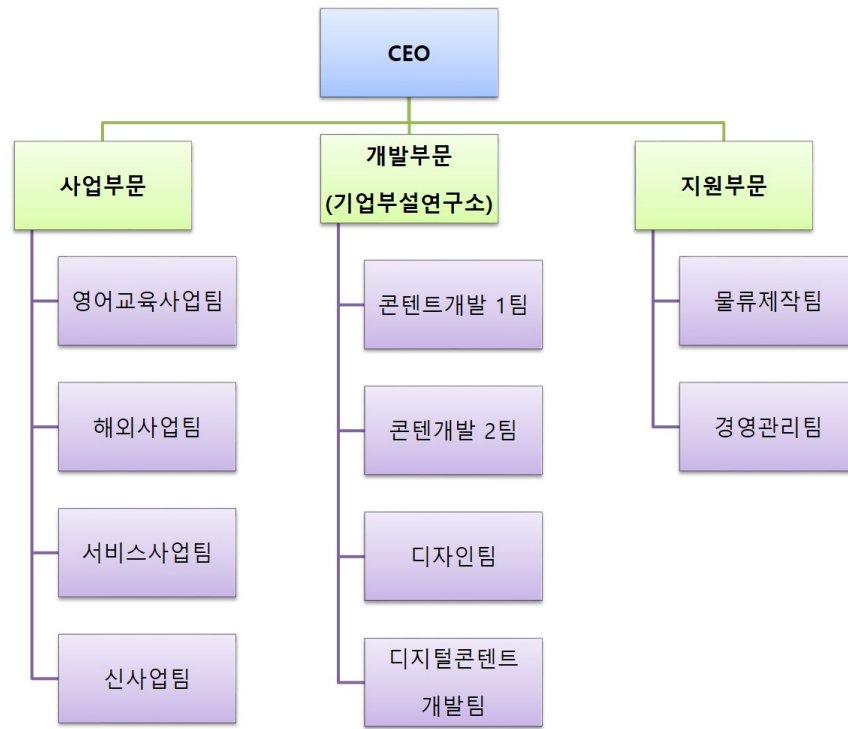 CEO
사업부문
개발부문
(기업부설연구소)
지원부문
영어교육사업팀
해외사업팀
서비스사업팀
신사업팀
콘텐트개발 1팀
콘텐개발 2팀
디자인팀
디지털콘텐트
개발팀
물류제작팀
경영관리팀